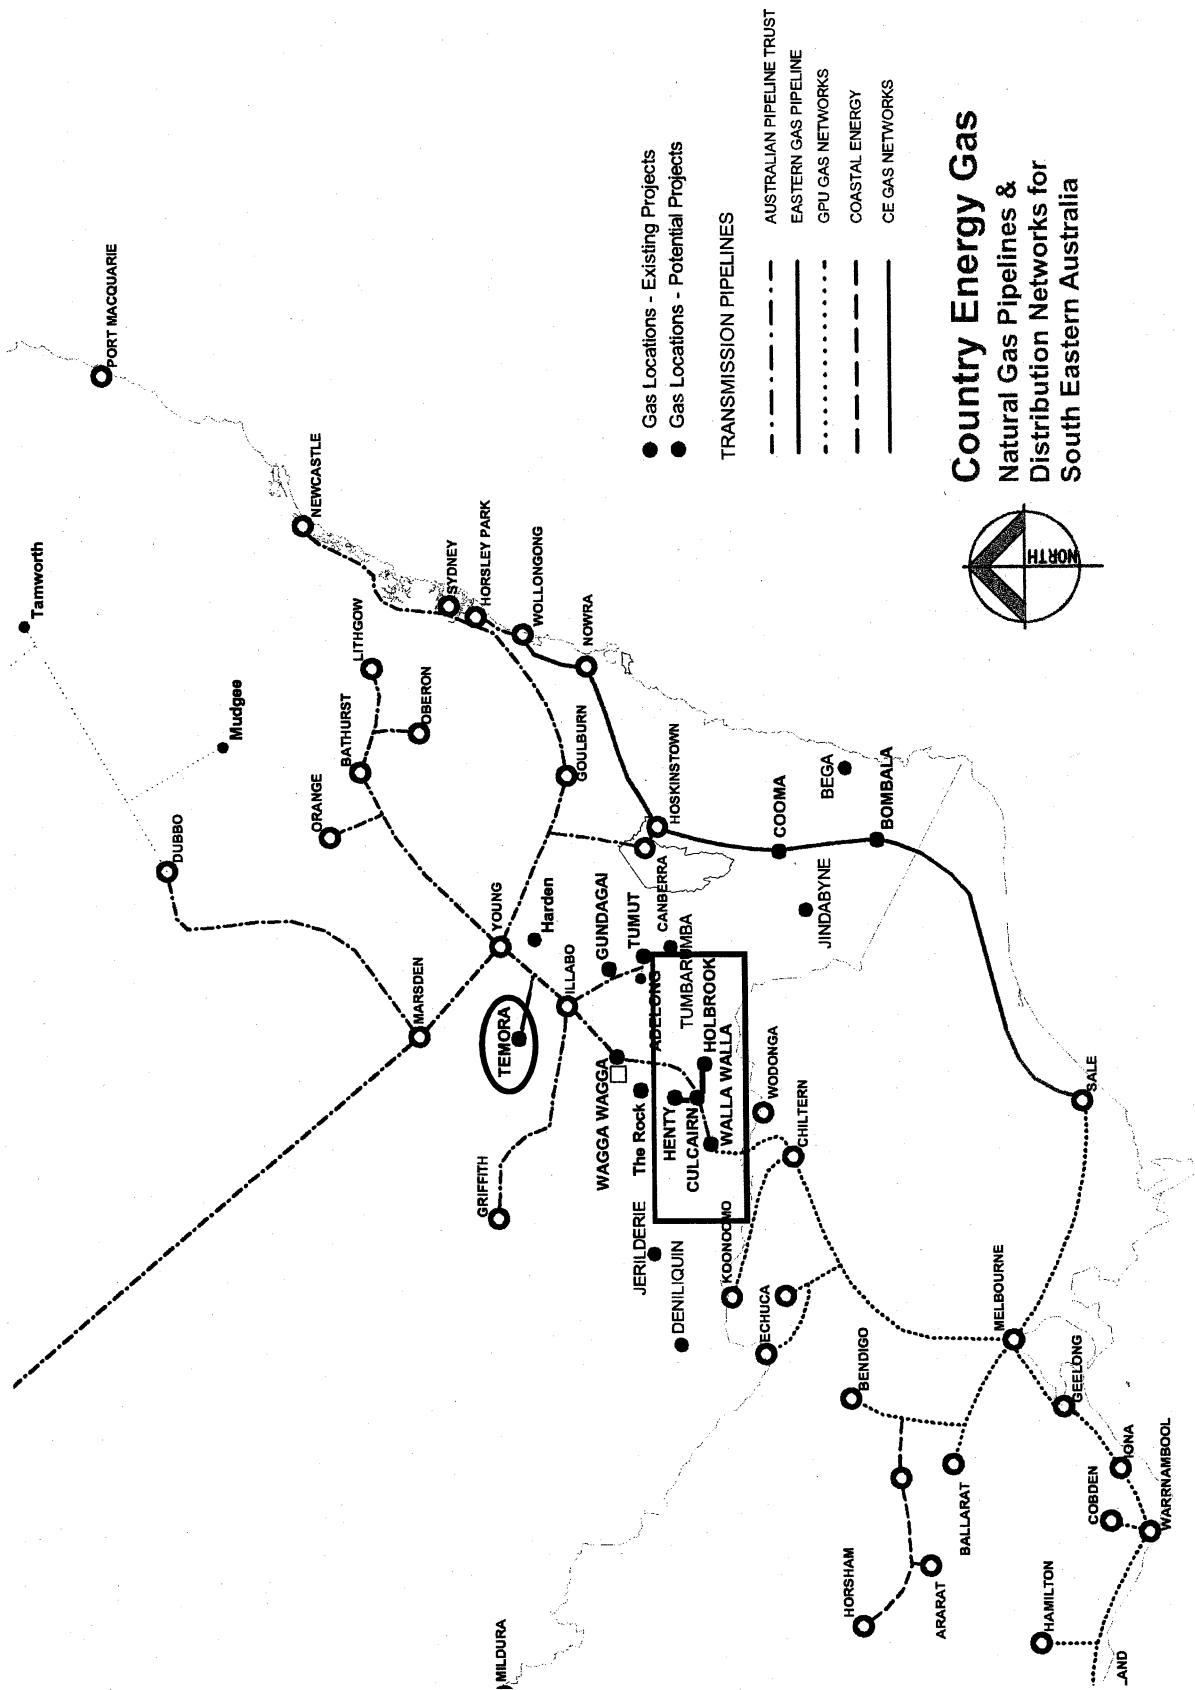 Tamworth
PORT MACQUARIE
Mudgee
DUBBO
NEWCASTLE
LITHGOW
BATHURST
OBERON
ORANGE
SYDNEY
HORSLEY PARK
WOLLONGONG
NOWRA
GOULBURN
HOSKINSTOWN
CANBERRA
YOUNG
Harden
MARSDEN
ILLABO
TEMORA
GUNDAGAI
TUMUT
ADELONG
TUMBARUMBA
HOLBROOK
WALLA WALLA
WAGGA WAGGA
The Rock
HENTY
CULCAIRN
GRIFFITH
COOMA
BEGA
BOMBALA
JINDABYNE
WODONGA
CHILTERN
JERILDERIE
DENILIQUIN
KOONOOMO
ECHUCA
SALE
MELBOURNE
BENDIGO
GEELONG
BALLARAT
IONA
COBDEN
WARRNAMBOOL
HORSHAM
ARARAT
HAMILTON
MILDURA
AND
Gas Locations - Existing Projects
Gas Locations - Potential Projects
TRANSMISSION PIPELINES
AUSTRALIAN PIPELINE TRUST
EASTERN GAS PIPELINE
GPU GAS NETWORKS
COASTAL ENERGY
CE GAS NETWORKS
NORTH
Country Energy Gas
Natural Gas Pipelines &
Distribution Networks for
South Eastern Australia